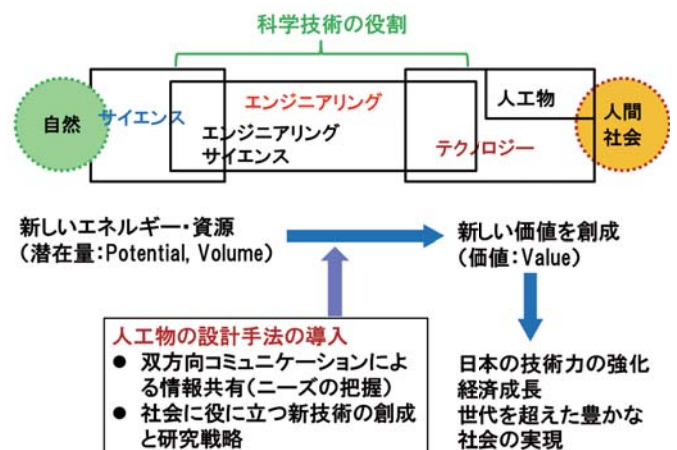 科学技術の役割
自然
サイエンス
エンジニアリング
エンジニアリング
サイエンス
テクノロジー
人工物
人間
社会
新しいエネルギー・資源
（潜在量：Potential, Volume）
新しい価値を創成
（価値：Value）
人工物の設計手法の導入
● 双方向コミュニケーションによ
る情報共有（ニーズの把握）
● 社会に役に立つ新技術の創成
と研究戦略
日本の技術力の強化
経済成長
世代を超えた豊かな
社会の実現